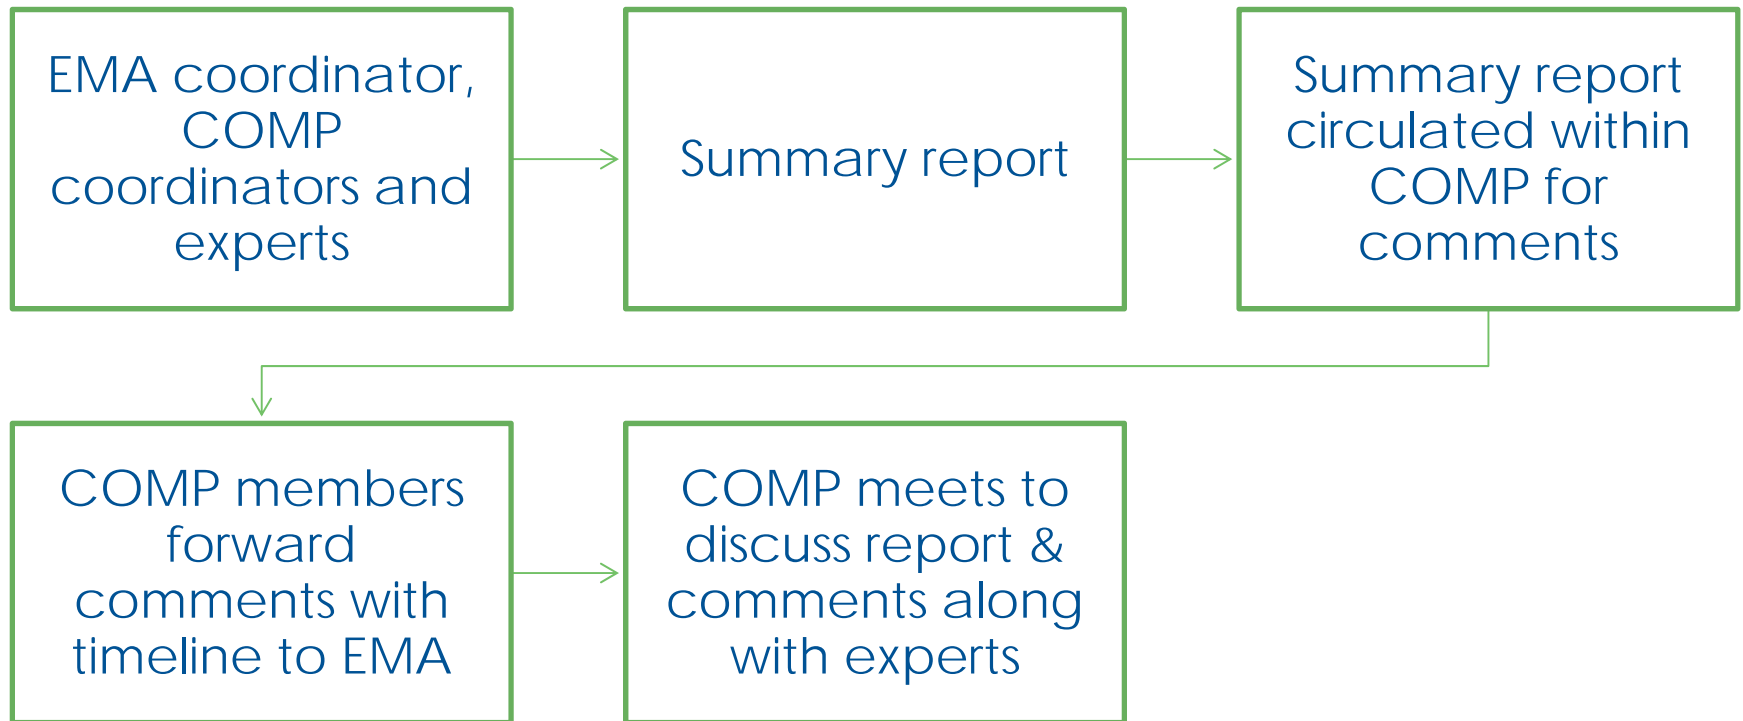 EMA coordinator,
COMP
coordinators and
experts
Summary report
Summary report
circulated within
COMP for
comments
COMP members
forward
comments with
timeline to EMA
COMP meets to
discuss report &
comments along
with experts